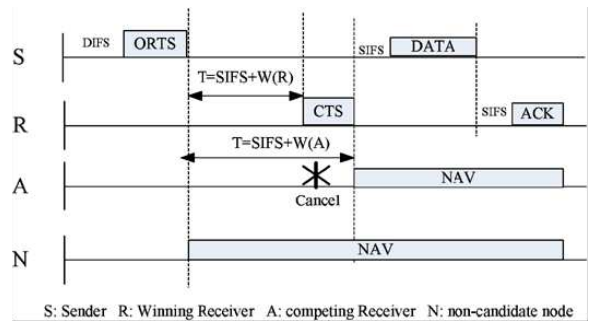 DIFS ORTS SIFS DATA
S
T=SIFS+W(R)
CTS SIFS ACK
R
T=SIFS+W(A)
NAV
A
Cancel
NAV
N
S: Sender R: Winning Receiver A: competing Receiver N: non-candidate node